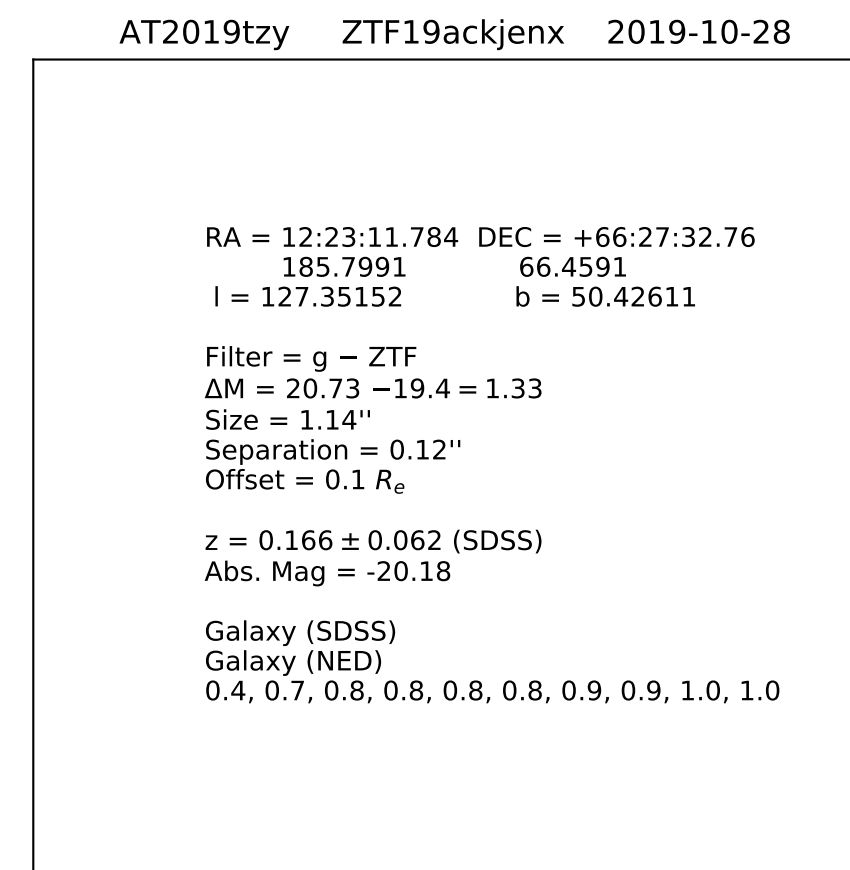 AT2019tzy ZTF19ackjenx 2019-10-28
RA = 12:23:11.784 DEC = +66:27:32.76
185.7991 66.4591
l = 127.35152 b = 50.42611
Filter = g − ZTF
ΔM = 20.73 −19.4 = 1.33
Size = 1.14''
Separation = 0.12''
Offset = 0.1 Re
z = 0.166 ± 0.062 (SDSS)
Abs. Mag = -20.18
Galaxy (SDSS)
Galaxy (NED)
0.4, 0.7, 0.8, 0.8, 0.8, 0.8, 0.9, 0.9, 1.0, 1.0